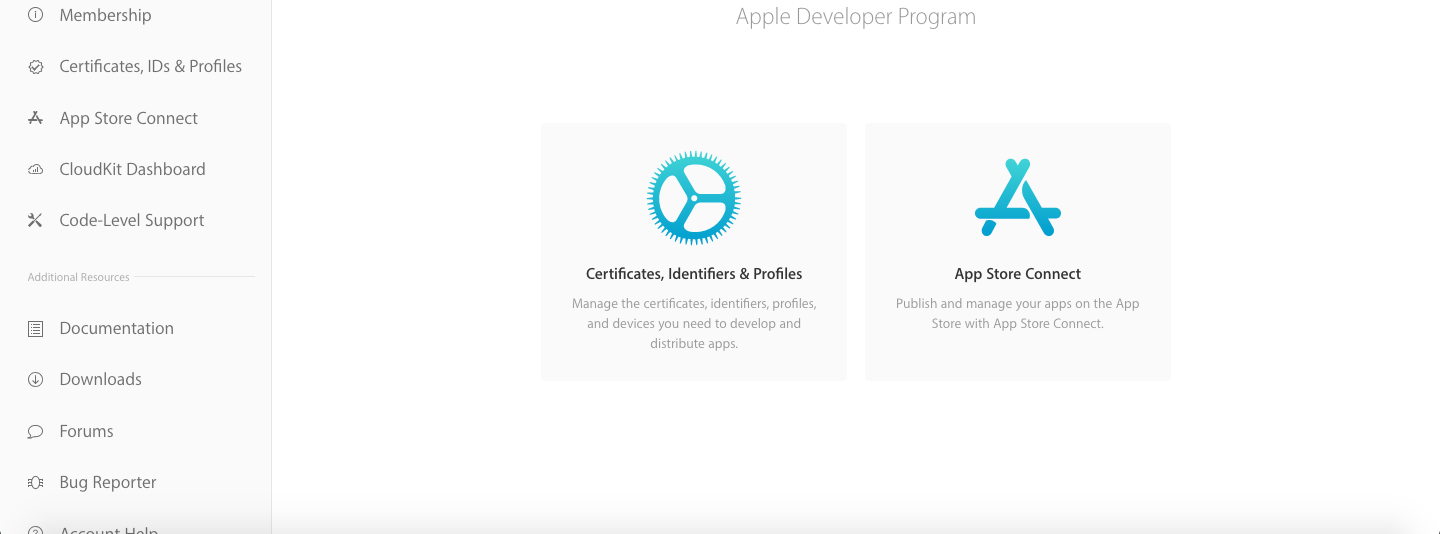 Membership
Certificates, IDs & Profiles
App Store Connect
CloudKit Dashboard
Code-Level Support
Additional Resources
Documentation
Downloads
Forums
Bug Reporter
Account Help
Apple Developer Program
Certificates, Identifiers & Profiles
Manage the certificates, identifiers, profiles,
and devices you need to develop and
distribute apps.
App Store Connect
Publish and manage your apps on the App
Store with App Store Connect.